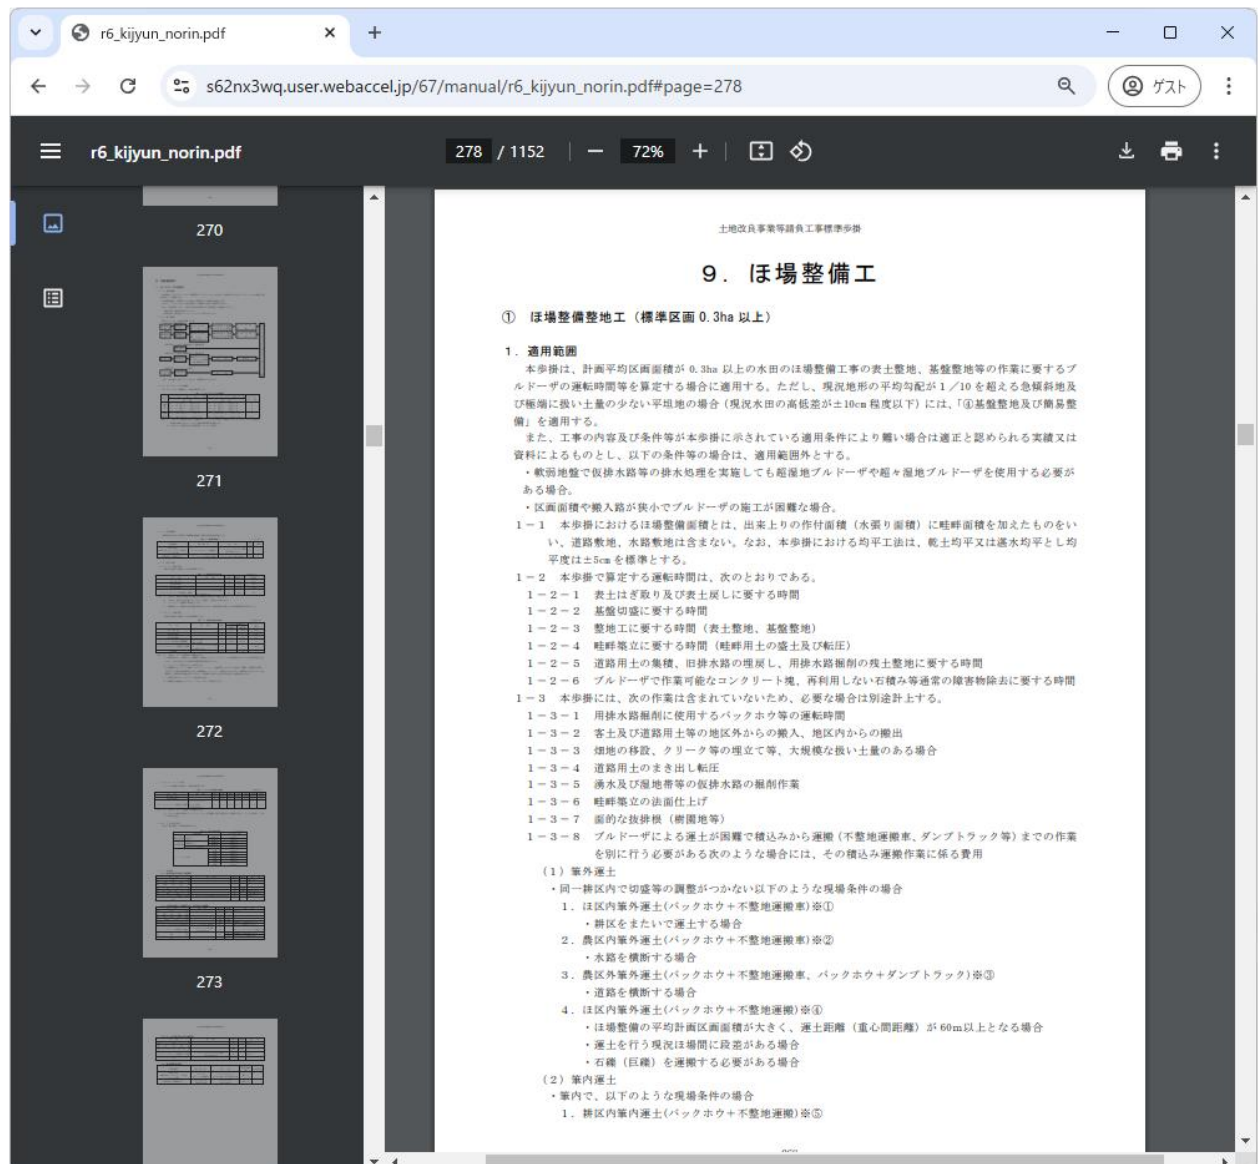 r6_kijyun_norin.pdf
s62nx3wq.user.webaccel.jp/67/manual/r6_kijyun_norin.pdf#page=278
ゲスト
r6_kijyun_norin.pdf
278 / 1152
72%
270
271
272
273
土地改良事業等請負工事標準歩掛
９．ほ場整備工
① ほ場整備整地工（標準区画 0.3ha 以上）
１．適用範囲
本歩掛は、計画平均区画面積が 0.3ha 以上の水田のほ場整備工事の表土整地、基盤整地等の作業に要するブ
ルドーザの運転時間等を算定する場合に適用する。ただし、現況地形の平均勾配が１／10 を超える急傾斜地及
び極端に扱い土量の少ない平坦地の場合（現況水田の高低差が±10cm 程度以下）には、「④基盤整地及び簡易整
備」を適用する。
また、工事の内容及び条件等が本歩掛に示されている適用条件により難い場合は適正と認められる実績又は
資料によるものとし、以下の条件等の場合は、適用範囲外とする。
・軟弱地盤で仮排水路等の排水処理を実施しても超湿地ブルドーザや超々湿地ブルドーザを使用する必要が
ある場合。
・区画面積や搬入路が狭小でブルドーザの施工が困難な場合。
１－１ 本歩掛におけるほ場整備面積とは、出来上りの作付面積（水張り面積）に畦畔面積を加えたものをい
い、道路敷地、水路敷地は含まない。なお、本歩掛における均平工法は、乾土均平又は湛水均平とし均
平度は±5cm を標準とする。
１－２ 本歩掛で算定する運転時間は、次のとおりである。
１－２－１ 表土はぎ取り及び表土戻しに要する時間
１－２－２ 基盤切盛に要する時間
１－２－３ 整地工に要する時間（表土整地、基盤整地）
１－２－４ 畦畔築立に要する時間（畦畔用土の盛土及び転圧）
１－２－５ 道路用土の集積、旧排水路の埋戻し、用排水路掘削の残土整地に要する時間
１－２－６ ブルドーザで作業可能なコンクリート塊、再利用しない石積み等通常の障害物除去に要する時間
１－３ 本歩掛には、次の作業は含まれていないため、必要な場合は別途計上する。
１－３－１ 用排水路掘削に使用するバックホウ等の運転時間
１－３－２ 客土及び道路用土等の地区外からの搬入、地区内からの搬出
１－３－３ 畑地の移設、クリーク等の埋立て等、大規模な扱い土量のある場合
１－３－４ 道路用土のまき出し転圧
１－３－５ 湧水及び湿地帯等の仮排水路の掘削作業
１－３－６ 畦畔築立の法面仕上げ
１－３－７ 面的な抜排根（樹園地等）
１－３－８ ブルドーザによる運土が困難で積込みから運搬（不整地運搬車、ダンプトラック等）までの作業
を別に行う必要がある次のような場合には、その積込み運搬作業に係る費用
（１）筆外運土
・同一耕区内で切盛等の調整がつかない以下のような現場条件の場合
１．ほ区内筆外運土(バックホウ＋不整地運搬車)※①
・耕区をまたいで運土する場合
２．農区内筆外運土(バックホウ＋不整地運搬車)※②
・水路を横断する場合
３．農区外筆外運土(バックホウ＋不整地運搬車、バックホウ＋ダンプトラック)※③
・道路を横断する場合
４．ほ区内筆外運土(バックホウ＋不整地運搬)※④
・ほ場整備の平均計画区画面積が大きく、運土距離（重心間距離）が 60m以上となる場合
・運土を行う現況ほ場間に段差がある場合
・石礫（巨礫）を運搬する必要がある場合
（２）筆内運土
・筆内で、以下のような現場条件の場合
１．耕区内筆内運土(バックホウ＋不整地運搬)※⑤